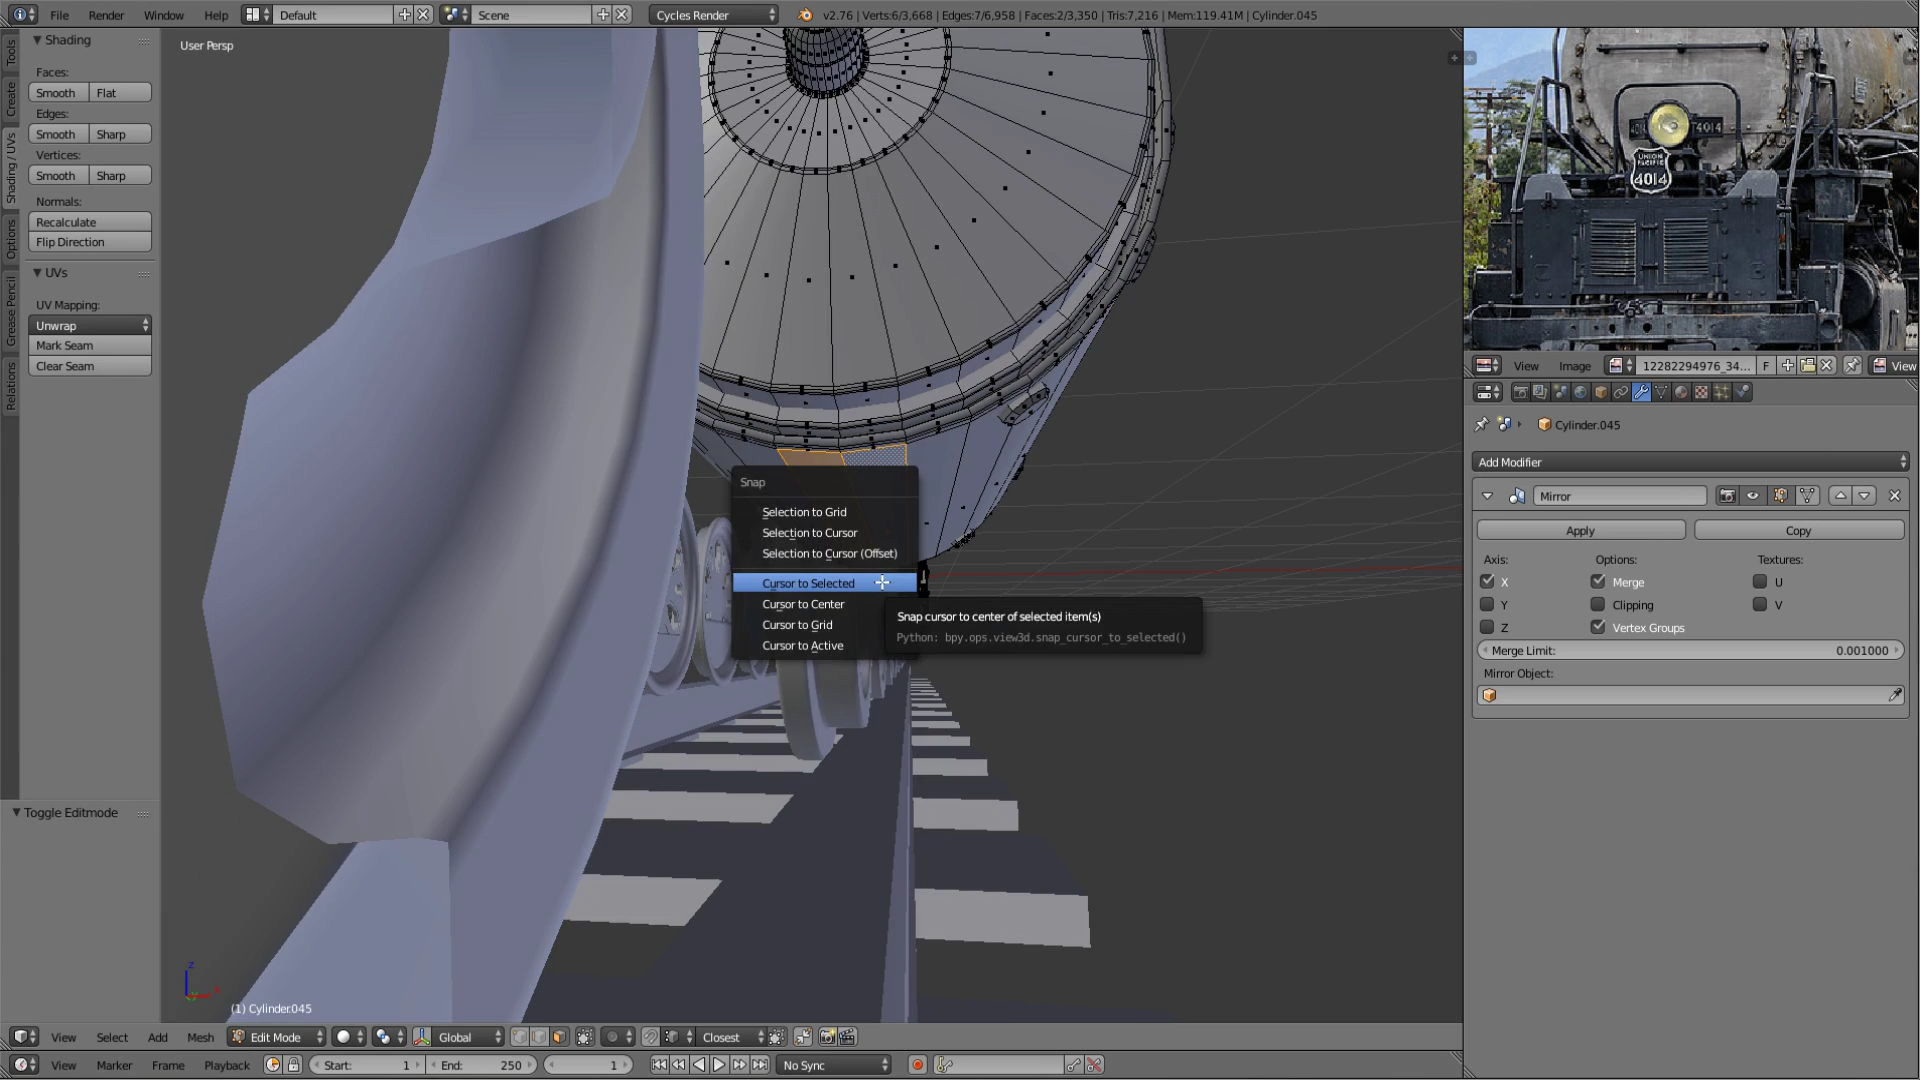 File Render Window Help Default Scene Cycles Render v2.76 | Verts:6/3,668 | Edges:7/6,958 | Faces:2/3,350 | Tris:7,216 | Mem:119.41M | Cylinder.045
Tools
Create
Shading / UVs
Options
Grease Pencil
Relations
Shading
Faces:
Smooth Flat
Edges:
Smooth Sharp
Vertices:
Smooth Sharp
Normals:
Recalculate
Flip Direction
UVs
UV Mapping:
Unwrap
Mark Seam
Clear Seam
Toggle Editmode
User Persp
Snap
Selection to Grid
Selection to Cursor
Selection to Cursor (Offset)
Cursor to Selected
Cursor to Center
Cursor to Grid
Cursor to Active
Snap cursor to center of selected item(s)
Python: bpy.ops.view3d.snap_cursor_to_selected()
z
(1) Cylinder.045
4014
UNION
PACIFIC
4014
View Image 12282294976_34... F View
Cylinder.045
Add Modifier
Mirror
Apply Copy
Axis: Options: Textures:
X Merge U
Y Clipping V
Z Vertex Groups
Merge Limit: 0.001000
Mirror Object:
View Select Add Mesh Edit Mode Global Closest
View Marker Frame Playback Start: 1 End: 250 1 No Sync